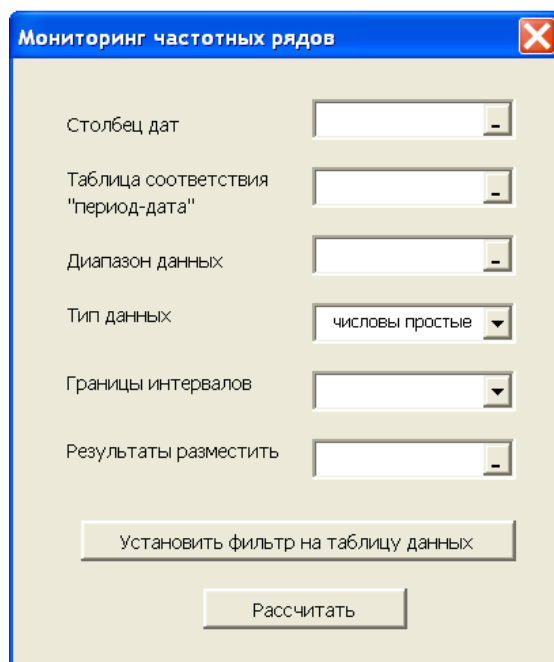 Мониторинг частотных рядов
Столбец дат
Таблица соответствия
"период-дата"
Диапазон данных
Тип данных
числовы простые
Границы интервалов
Результаты разместить
Установить фильтр на таблицу данных
Рассчитать